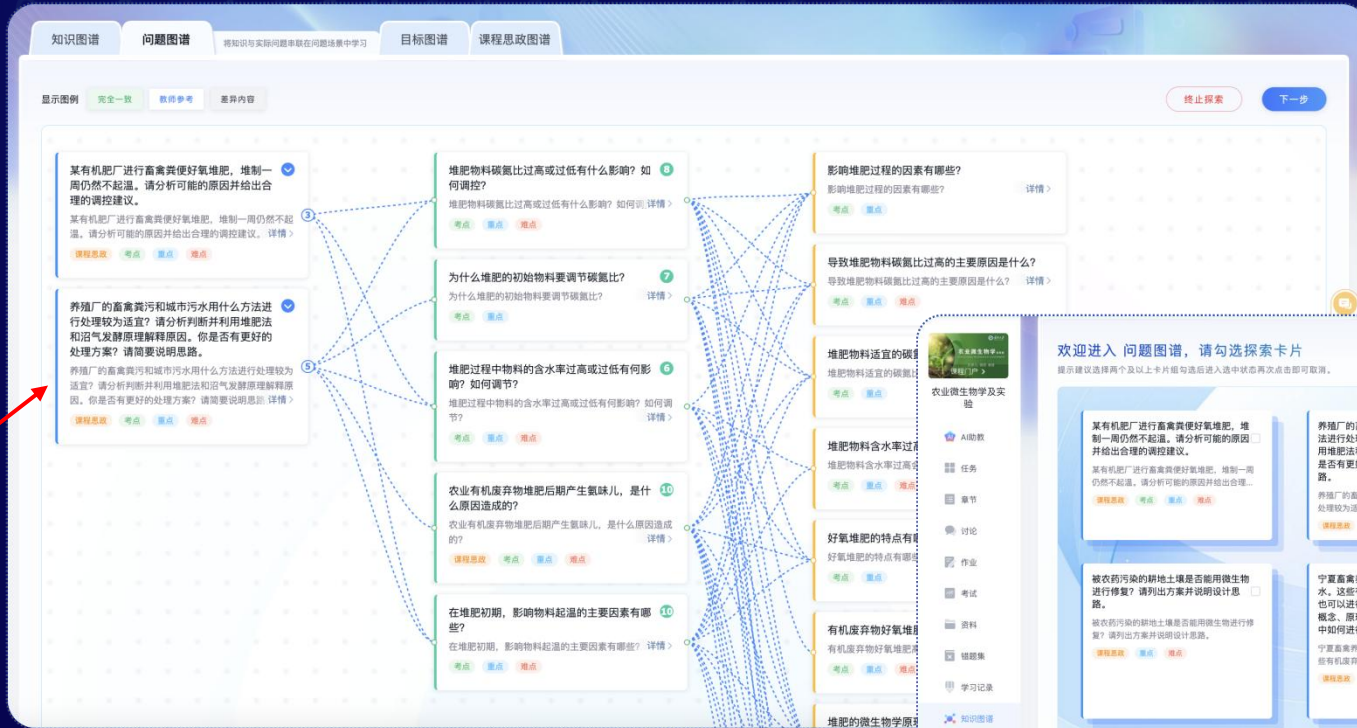 知识图谱
问题图谱
将知识与实际问题串联在问题场景中学习
目标图谱
课程思政图谱
显示图例
完全一致
教师参考
差异内容
终止探索
下一步
某有机肥厂进行畜禽粪便好氧堆肥，堆制一
周仍然不起温。请分析可能的原因并给出合
理的调控建议。
某有机肥厂进行畜禽粪便好氧堆肥，堆制一周仍然不起
温。请分析可能的原因并给出合理的调控建议。 详情 >
课程思政 考点 重点 难点
3
养殖厂的畜禽粪污和城市污水用什么方法进
行处理较为适宜？请分析判断并利用堆肥法
和沼气发酵原理解释原因。你是否有更好的
处理方案？请简要说明思路。
养殖厂的畜禽粪污和城市污水用什么方法进行处理较为
适宜？请分析判断并利用堆肥法和沼气发酵原理解释原
因。你是否有更好的处理方案？请简要说明思路 详情 >
课程思政 考点 重点 难点
5
堆肥物料碳氮比过高或过低有什么影响？如
何调控？
8
堆肥物料碳氮比过高或过低有什么影响？如何调 详情 >
考点 重点 难点
为什么堆肥的初始物料要调节碳氮比？
7
为什么堆肥的初始物料要调节碳氮比？ 详情 >
考点 重点
堆肥过程中物料的含水率过高或过低有何影
响？如何调节？
6
堆肥过程中物料的含水率过高或过低有何影响？如何调
节？ 详情 >
考点 重点 难点
农业有机废弃物堆肥后期产生氨味儿，是什
么原因造成的？
10
农业有机废弃物堆肥后期产生氨味儿，是什么原因造成
的？ 详情 >
课程思政 考点 重点 难点
在堆肥初期，影响物料起温的主要因素有哪
些？
10
在堆肥初期，影响物料起温的主要因素有哪些？ 详情 >
考点 重点 难点
影响堆肥过程的因素有哪些？
影响堆肥过程的因素有哪些？ 详情 >
考点 重点
导致堆肥物料碳氮比过高的主要原因是什么？
导致堆肥物料碳氮比过高的主要原因是什么？ 详情 >
考点 重点 难点
堆肥物料适宜的碳氮
堆肥物料适宜的碳氮比
考点 重点
堆肥物料含水率过高
堆肥物料含水率过高会
考点 重点 难点
好氧堆肥的特点有哪
好氧堆肥的特点有哪些
考点 重点
有机废弃物好氧堆肥
有机废弃物好氧堆肥高
考点 重点 难点
堆肥的微生物学原
课程门户 >
农业微生物学及实
验
AI助教
任务
章节
讨论
作业
考试
资料
错题集
学习记录
知识图谱
欢迎进入 问题图谱，请勾选探索卡片
提示建议选择两个及以上卡片组勾选后进入选中状态再次点击即可取消。
某有机肥厂进行畜禽粪便好氧堆肥，堆
制一周仍然不起温。请分析可能的原因
并给出合理的调控建议。
某有机肥厂进行畜禽粪便好氧堆肥，堆制一周
仍然不起温。请分析可能的原因并给出合理...
课程思政 考点 重点 难点
养殖厂的
法进行处
用堆肥法
是否有更
路。
养殖厂的畜
处理较为适
课程思政
被农药污染的耕地土壤是否能用微生物
进行修复？请列出方案并说明设计思
路。
被农药污染的耕地土壤是否能用微生物进行修
复？请列出方案并说明设计思路。
课程思政 重点 难点
宁夏畜禽
水。这些
也可以进
概念、原
中如何进
宁夏畜禽养
些有机废弃
课程思政